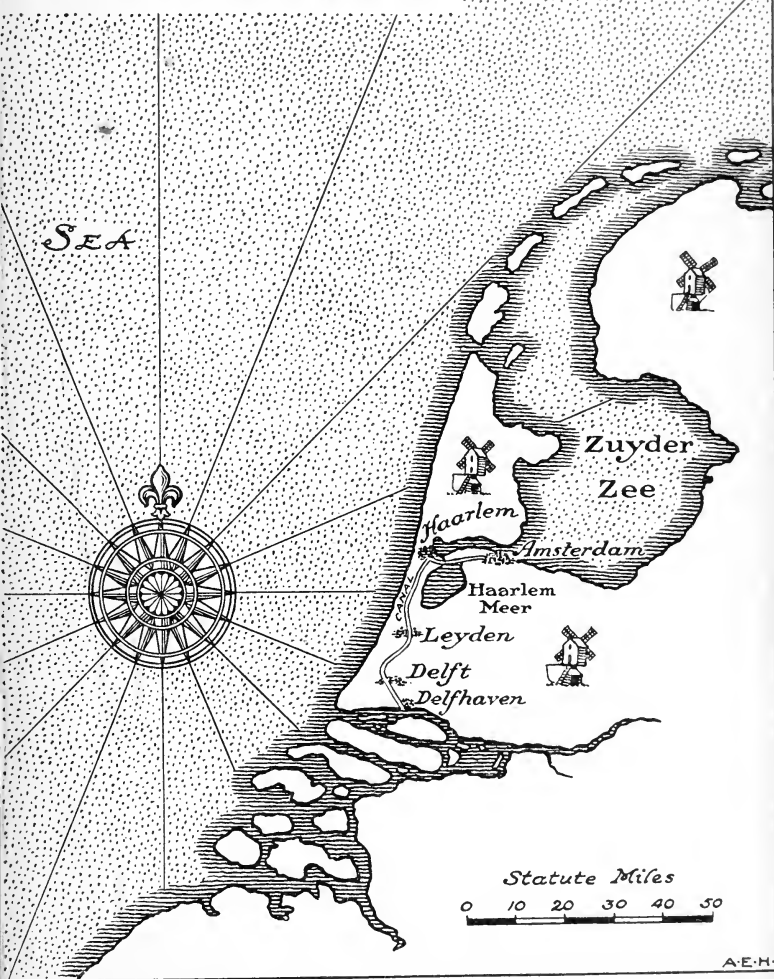 SEA
Zuyder
Zee
Haarlem
Amsterdam
Haarlem
Meer
CANAL
Leyden
Delft
Delfhaven
Statute Miles
0 10 20 30 40 50
A.E.H.